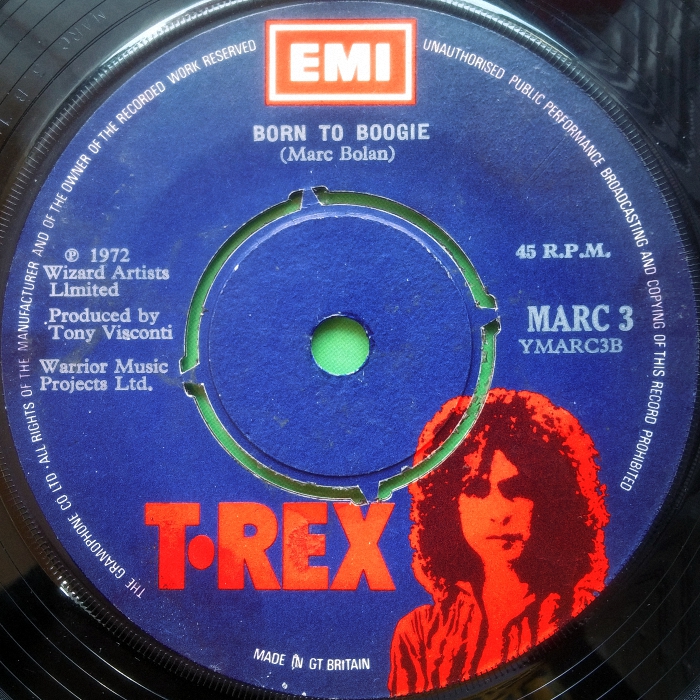 EMI
BORN TO BOOGIE
(Marc Bolan)
℗ 1972
Wizard Artists
Llmited
Produced by
Tony Visconti
Warrior Music
Projects Ltd.
45 R.P.M.
MARC 3
YMARC3B
T·REX
MADE IN GT BRITAIN
THE GRAMOPHONE CO LTD · ALL RIGHTS OF THE MANUFACTURER AND OF THE OWNER OF THE RECORDED WORK RESERVED
UNAUTHORISED PUBLIC PERFORMANCE BROADCASTING AND COPYING OF THIS RECORD PROHIBITED